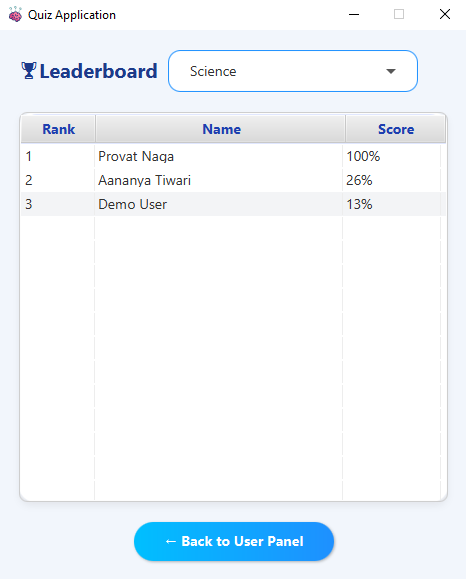 Quiz Application
Leaderboard
Science
Rank Name Score
1 Provat Naga 100%
2 Aananya Tiwari 26%
3 Demo User 13%
← Back to User Panel